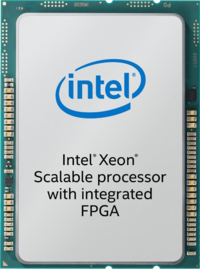 intel
Intel® Xeon®
Scalable processor
with integrated
FPGA